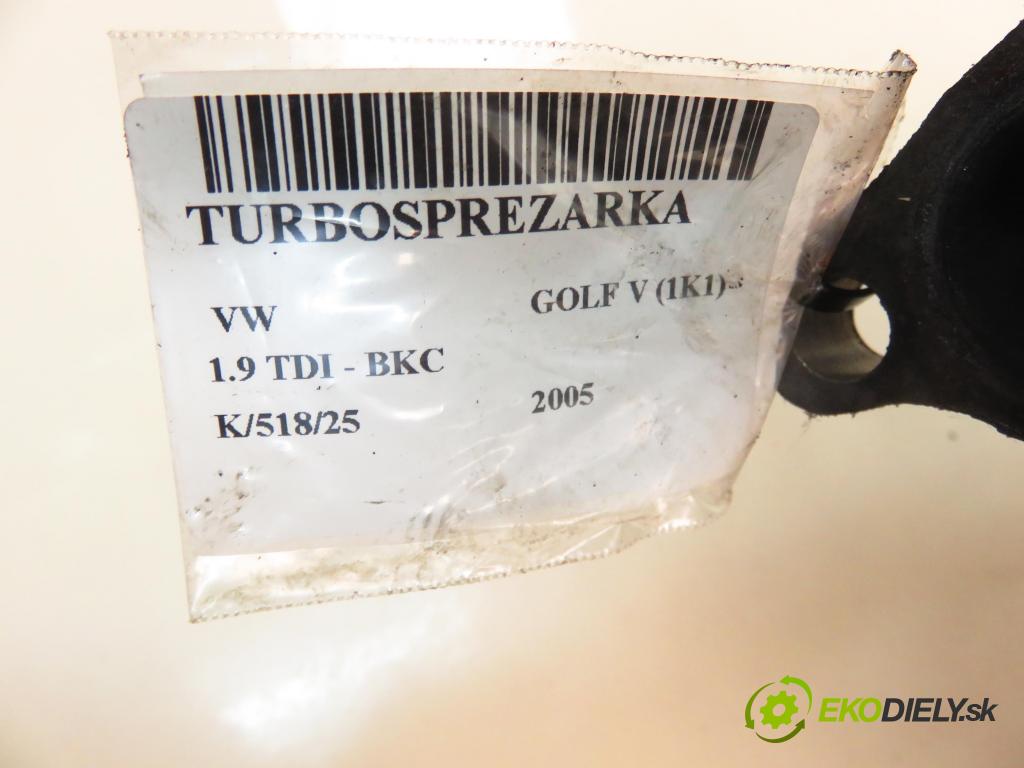 TURBOSPREZARKA
VW GOLF V (1K1)
1.9 TDI - BKC
K/518/25 2005
EKODIELY.sk